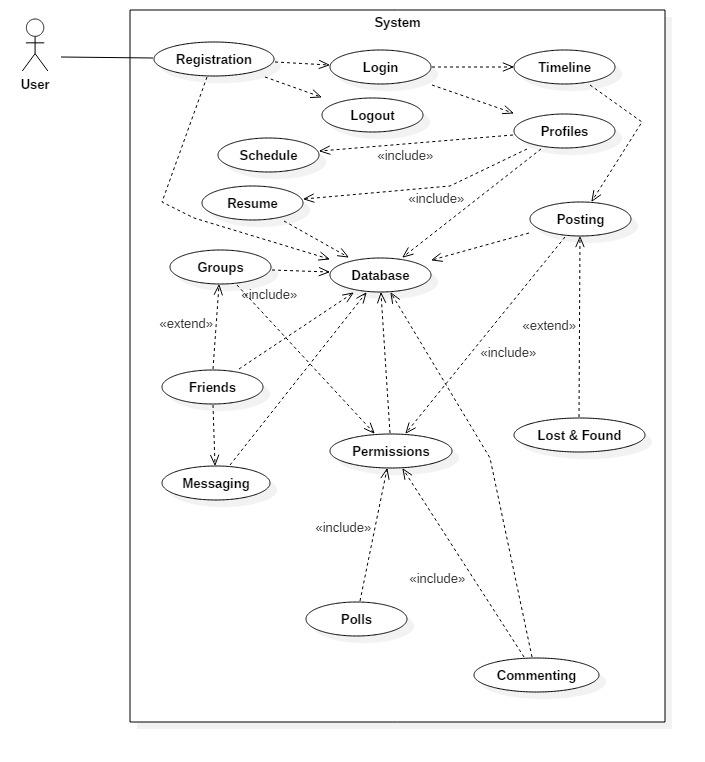 System
User
Registration
Login
Timeline
Logout
Profiles
Schedule
«include»
Resume
«include»
Posting
Groups
Database
«include»
«extend»
«extend»
«include»
Friends
Lost & Found
Permissions
Messaging
«include»
«include»
Polls
Commenting